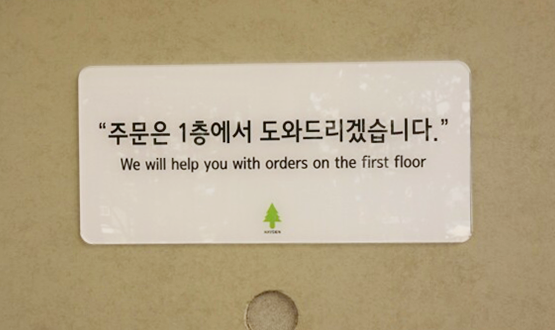 “주문은 1층에서 도와드리겠습니다.”
We will help you with orders on the first floor